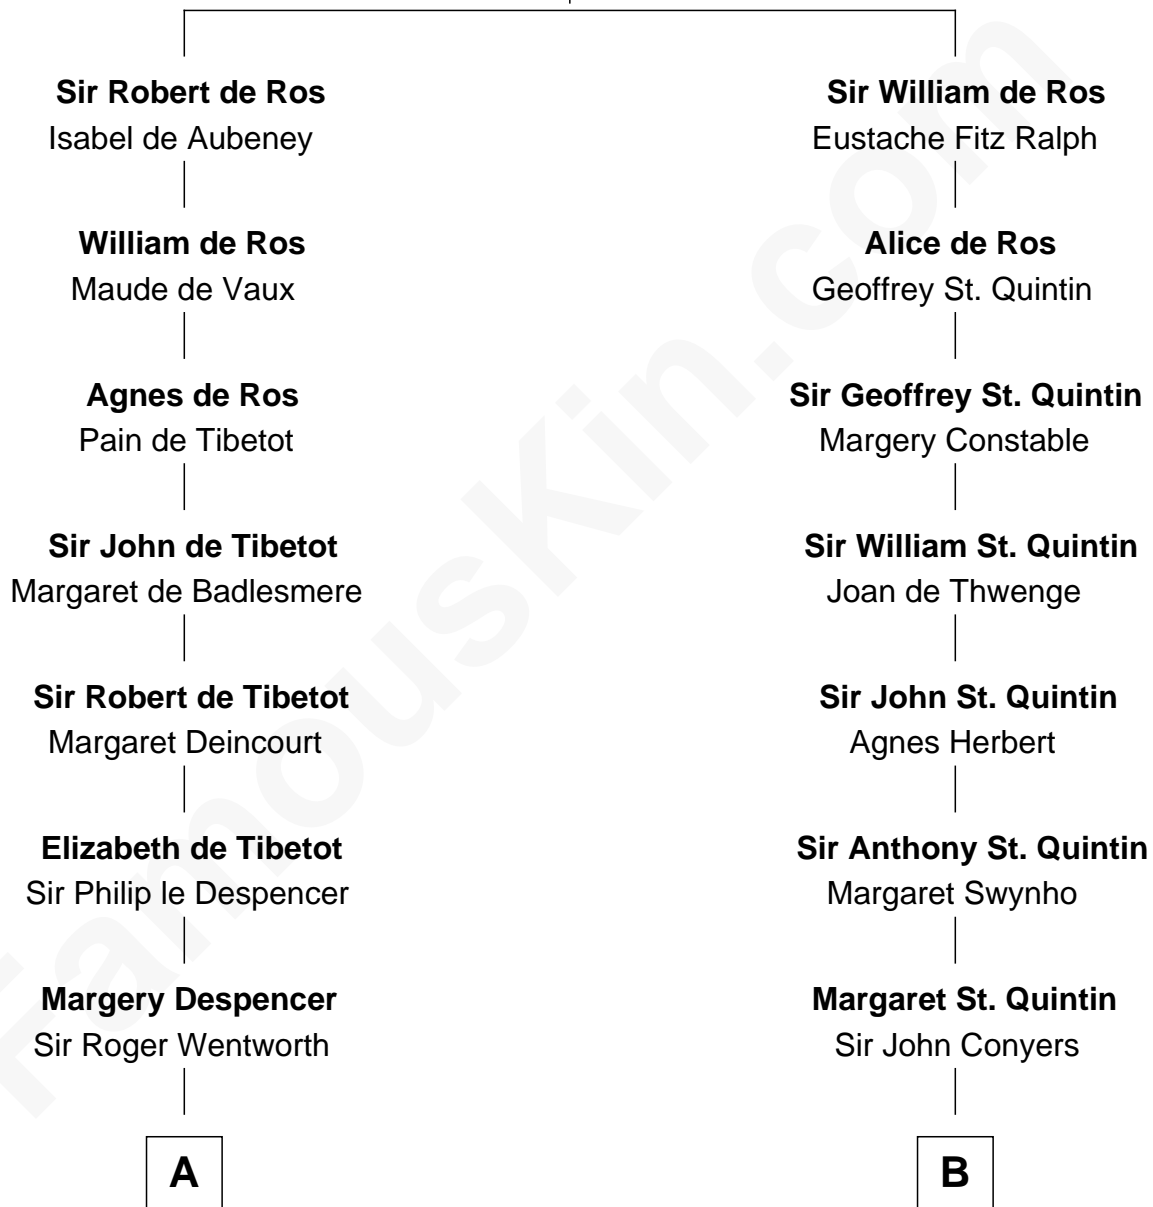 Sir Robert de Ros
Isabel de Aubeney
William de Ros
Maude de Vaux
Agnes de Ros
Pain de Tibetot
Sir John de Tibetot
Margaret de Badlesmere
Sir Robert de Tibetot
Margaret Deincourt
Elizabeth de Tibetot
Sir Philip le Despencer
Margery Despencer
Sir Roger Wentworth
A
Sir William de Ros
Eustache Fitz Ralph
Alice de Ros
Geoffrey St. Quintin
Sir Geoffrey St. Quintin
Margery Constable
Sir William St. Quintin
Joan de Thwenge
Sir John St. Quintin
Agnes Herbert
Sir Anthony St. Quintin
Margaret Swynho
Margaret St. Quintin
Sir John Conyers
B
FamousKin.com